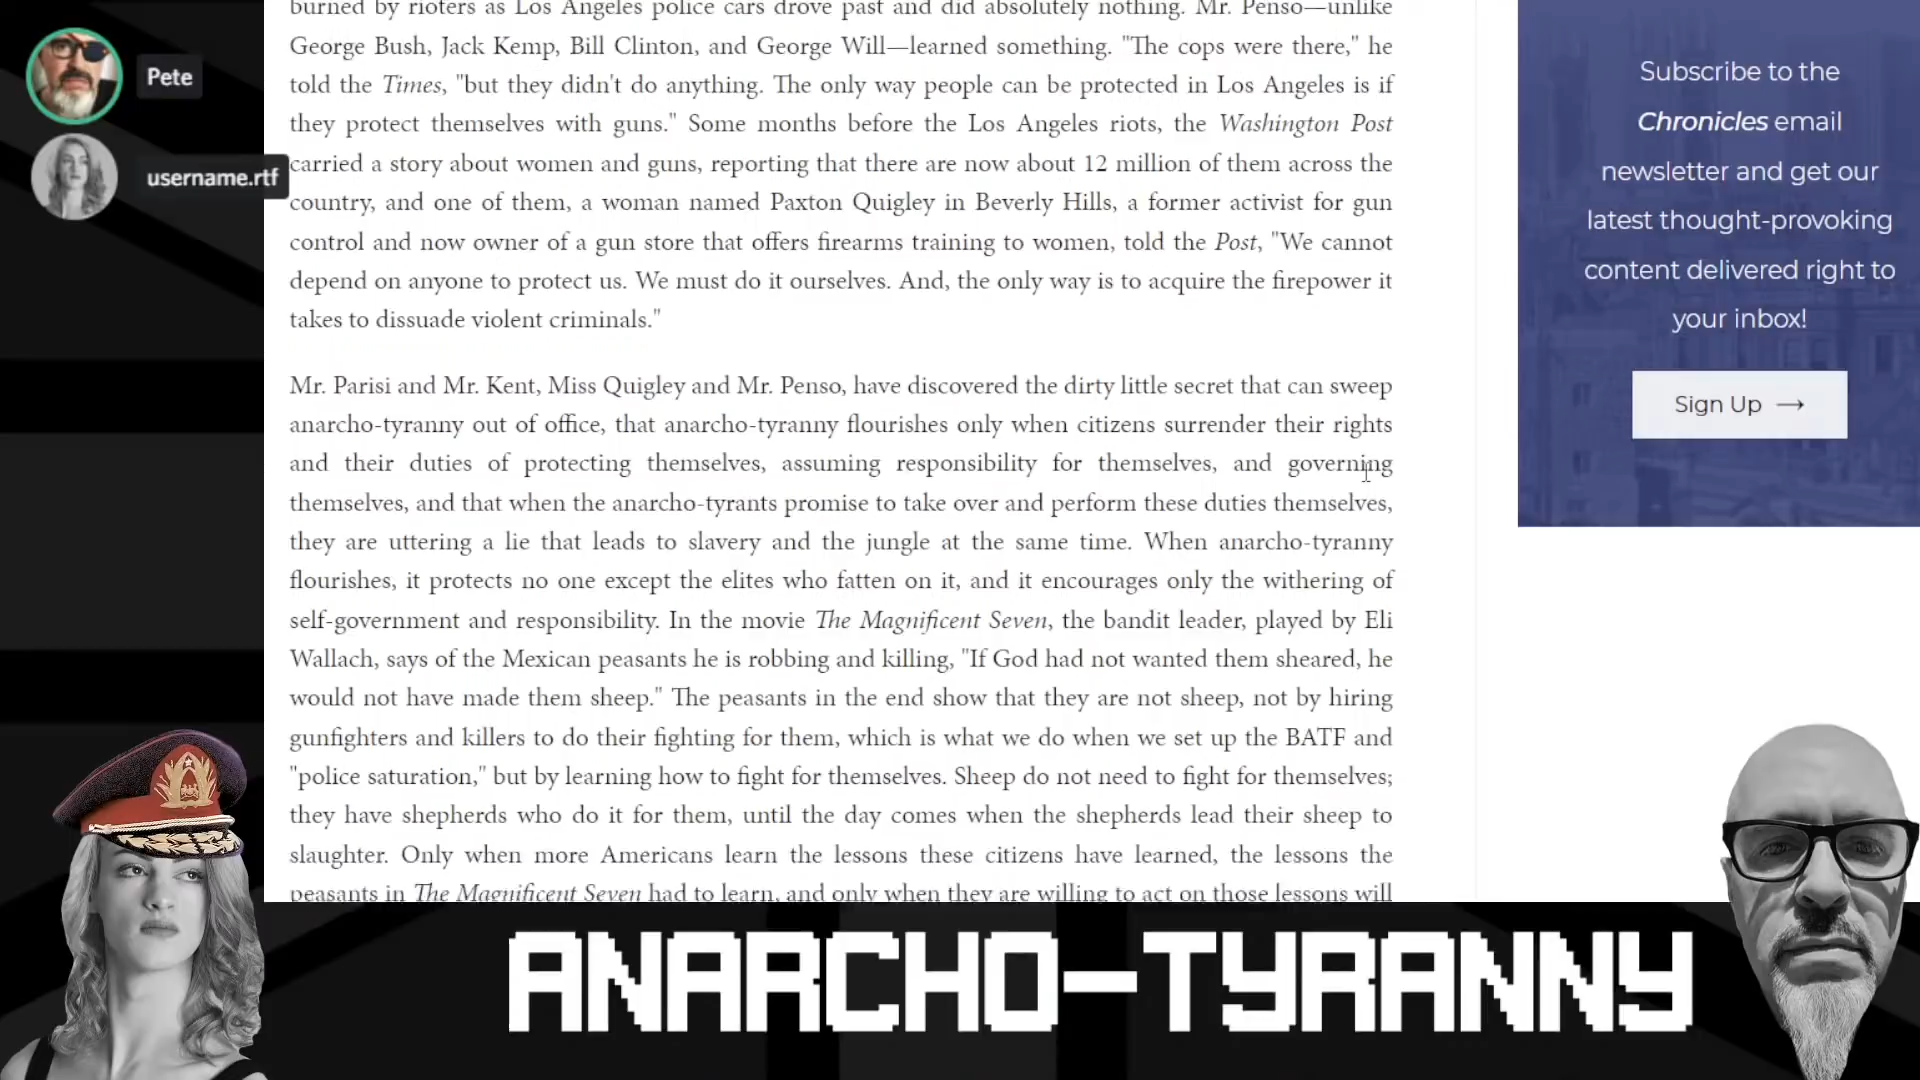 burned by rioters as Los Angeles police cars drove past and did absolutely nothing. Mr. Penso—unlike
George Bush, Jack Kemp, Bill Clinton, and George Will—learned something. "The cops were there," he
told the Times, "but they didn't do anything. The only way people can be protected in Los Angeles is if
they protect themselves with guns." Some months before the Los Angeles riots, the Washington Post
carried a story about women and guns, reporting that there are now about 12 million of them across the
country, and one of them, a woman named Paxton Quigley in Beverly Hills, a former activist for gun
control and now owner of a gun store that offers firearms training to women, told the Post, "We cannot
depend on anyone to protect us. We must do it ourselves. And, the only way is to acquire the firepower it
takes to dissuade violent criminals."
Mr. Parisi and Mr. Kent, Miss Quigley and Mr. Penso, have discovered the dirty little secret that can sweep
anarcho-tyranny out of office, that anarcho-tyranny flourishes only when citizens surrender their rights
and their duties of protecting themselves, assuming responsibility for themselves, and governing
themselves, and that when the anarcho-tyrants promise to take over and perform these duties themselves,
they are uttering a lie that leads to slavery and the jungle at the same time. When anarcho-tyranny
flourishes, it protects no one except the elites who fatten on it, and it encourages only the withering of
self-government and responsibility. In the movie The Magnificent Seven, the bandit leader, played by Eli
Wallach, says of the Mexican peasants he is robbing and killing, "If God had not wanted them sheared, he
would not have made them sheep." The peasants in the end show that they are not sheep, not by hiring
gunfighters and killers to do their fighting for them, which is what we do when we set up the BATF and
"police saturation," but by learning how to fight for themselves. Sheep do not need to fight for themselves;
they have shepherds who do it for them, until the day comes when the shepherds lead their sheep to
slaughter. Only when more Americans learn the lessons these citizens have learned, the lessons the
peasants in The Magnificent Seven had to learn, and only when they are willing to act on those lessons will
Pete
username.rtf
Subscribe to the
Chronicles email
newsletter and get our
latest thought-provoking
content delivered right to
your inbox!
Sign Up →
ANARCHO-TYRANNY